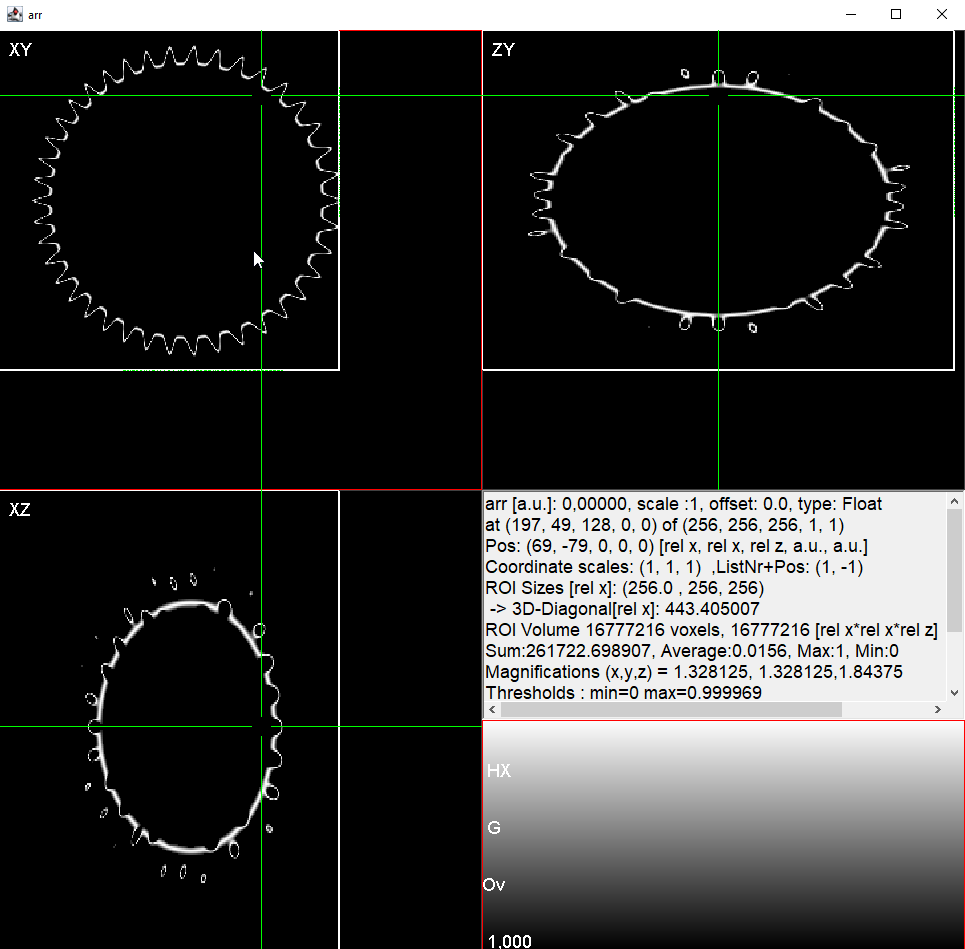 arr
XY
ZY
XZ
arr [a.u.]: 0,00000, scale :1, offset: 0.0, type: Float
at (197, 49, 128, 0, 0) of (256, 256, 256, 1, 1)
Pos: (69, -79, 0, 0, 0) [rel x, rel x, rel z, a.u., a.u.]
Coordinate scales: (1, 1, 1)  ,ListNr+Pos: (1, -1)
ROI Sizes [rel x]: (256.0 , 256, 256)
-> 3D-Diagonal[rel x]: 443.405007
ROI Volume 16777216 voxels, 16777216 [rel x*rel x*rel z]
Sum:261722.698907, Average:0.0156, Max:1, Min:0
Magnifications (x,y,z) = 1.328125, 1.328125,1.84375
Thresholds : min=0 max=0.999969
HX
G
Ov
1,000